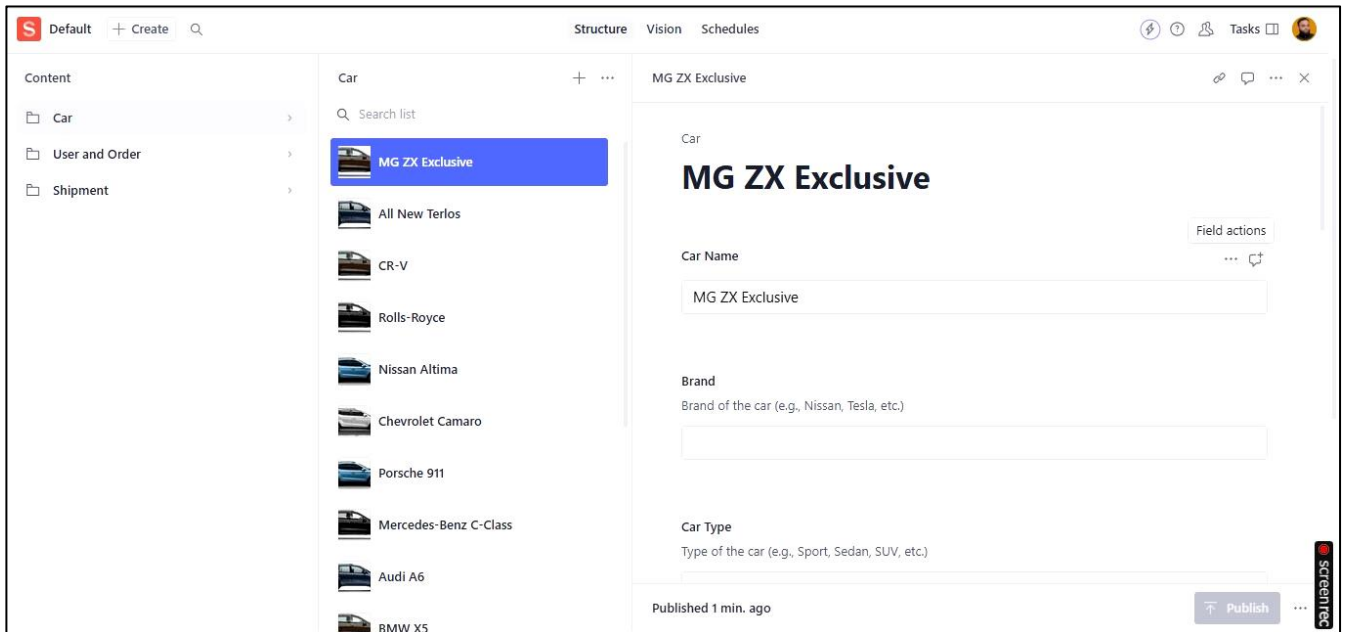 S Default + Create
Structure Vision Schedules
Tasks
Content
Car
User and Order
Shipment
Car
Search list
MG ZX Exclusive
All New Terlos
CR-V
Rolls-Royce
Nissan Altima
Chevrolet Camaro
Porsche 911
Mercedes-Benz C-Class
Audi A6
BMW X5
MG ZX Exclusive
Car
MG ZX Exclusive
Field actions
Car Name
MG ZX Exclusive
Brand
Brand of the car (e.g., Nissan, Tesla, etc.)
Car Type
Type of the car (e.g., Sport, Sedan, SUV, etc.)
Published 1 min. ago
Publish
screenrec